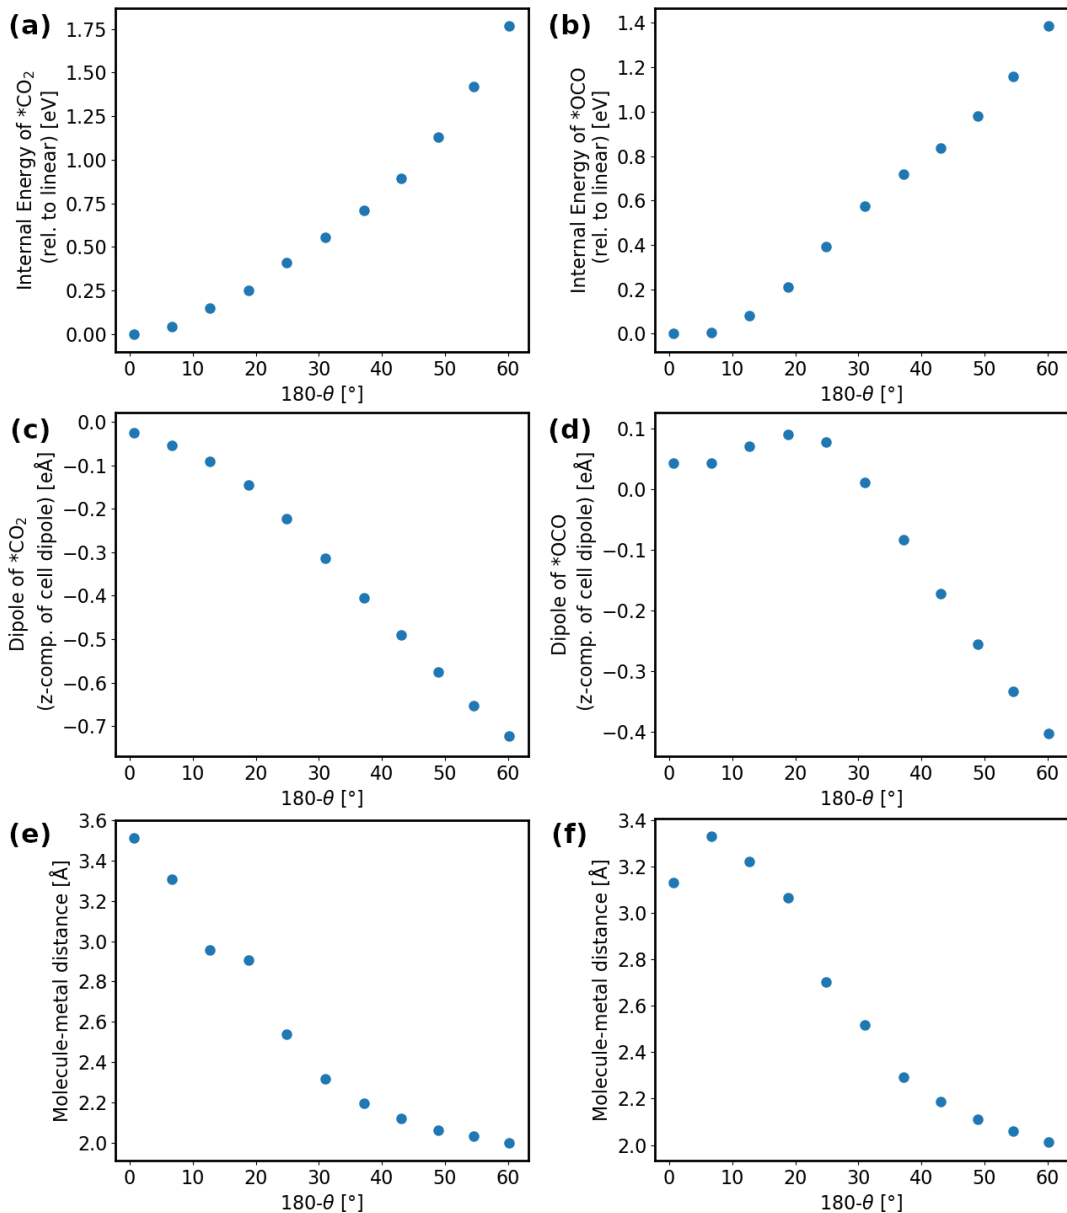 (a)
Internal Energy of *CO₂
(rel. to linear) [eV]
1.75
1.50
1.25
1.00
0.75
0.50
0.25
0.00
0 10 20 30 40 50 60
180-θ [°]
(b)
Internal Energy of *OCO
(rel. to linear) [eV]
1.4
1.2
1.0
0.8
0.6
0.4
0.2
0.0
0 10 20 30 40 50 60
180-θ [°]
(c)
Dipole of *CO₂
(z-comp. of cell dipole) [eÅ]
0.0
−0.1
−0.2
−0.3
−0.4
−0.5
−0.6
−0.7
0 10 20 30 40 50 60
180-θ [°]
(d)
Dipole of *OCO
(z-comp. of cell dipole) [eÅ]
0.1
0.0
−0.1
−0.2
−0.3
−0.4
0 10 20 30 40 50 60
180-θ [°]
(e)
Molecule-metal distance [Å]
3.6
3.4
3.2
3.0
2.8
2.6
2.4
2.2
2.0
0 10 20 30 40 50 60
180-θ [°]
(f)
Molecule-metal distance [Å]
3.4
3.2
3.0
2.8
2.6
2.4
2.2
2.0
0 10 20 30 40 50 60
180-θ [°]